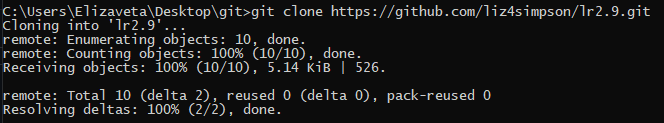 C:\Users\Elizaveta\Desktop\git>git clone https://github.com/liz4simpson/lr2.9.git
Cloning into 'lr2.9'...
remote: Enumerating objects: 10, done.
remote: Counting objects: 100% (10/10), done.
Receiving objects: 100% (10/10), 5.14 KiB | 526.
remote: Total 10 (delta 2), reused 0 (delta 0), pack-reused 0
Resolving deltas: 100% (2/2), done.